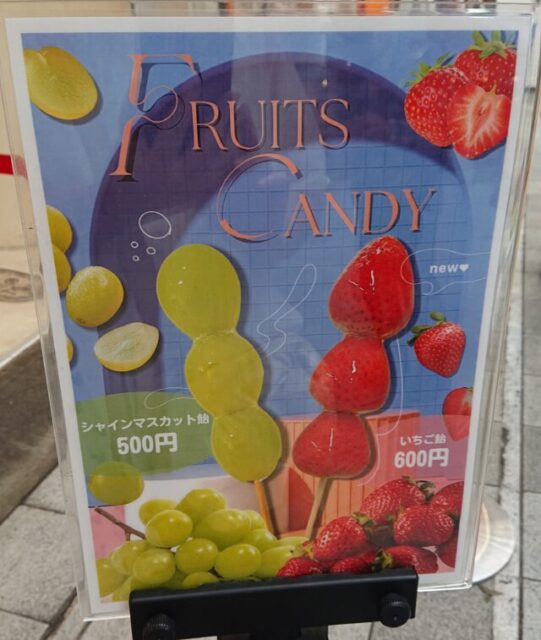 FRUITS
CANDY
new♥
シャインマスカット飴
500円
いちご飴
600円